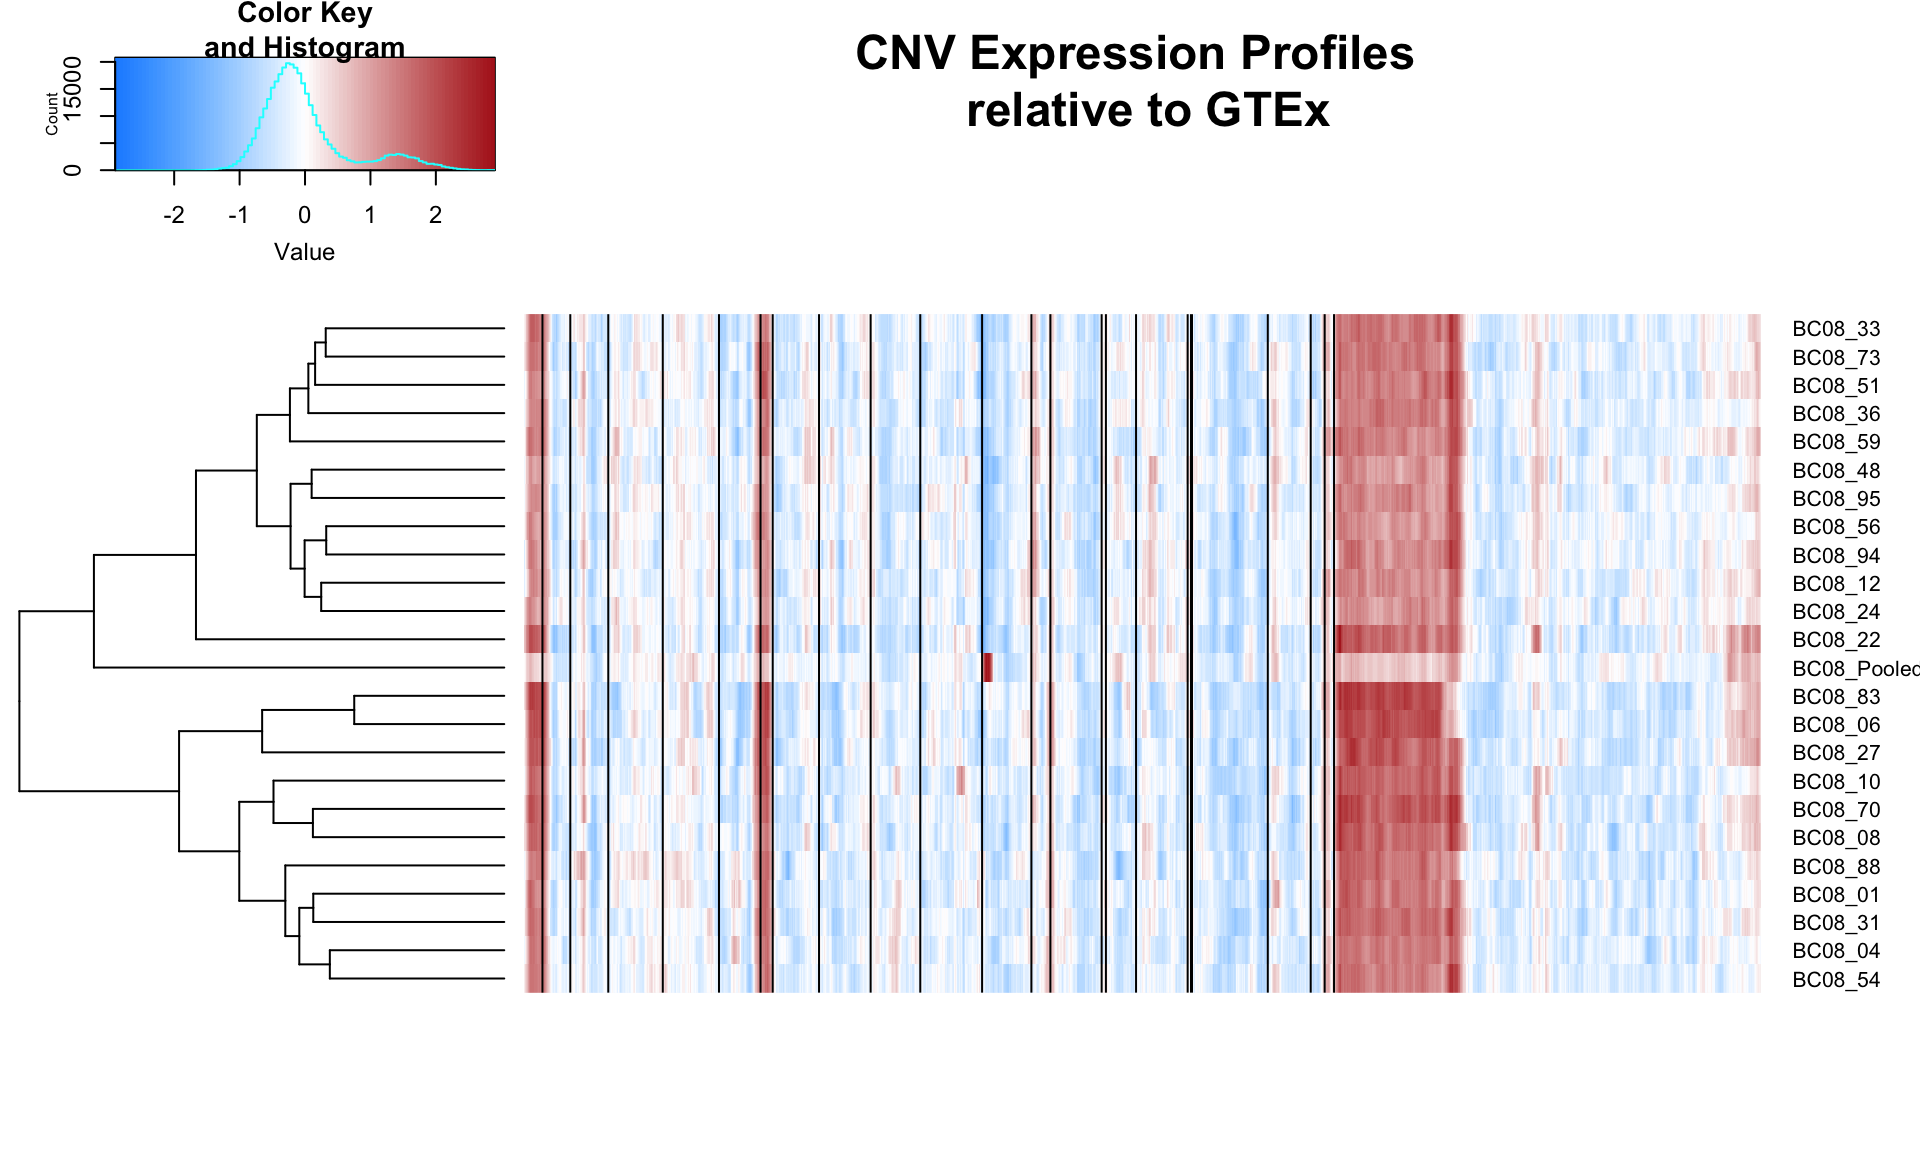 Color Key
and Histogram
CNV Expression Profiles
relative to GTEx
Count
0
15000
-2 -1 0 1 2
Value
BC08_33
BC08_73
BC08_51
BC08_36
BC08_59
BC08_48
BC08_95
BC08_56
BC08_94
BC08_12
BC08_24
BC08_22
BC08_Pooled
BC08_83
BC08_06
BC08_27
BC08_10
BC08_70
BC08_08
BC08_88
BC08_01
BC08_31
BC08_04
BC08_54